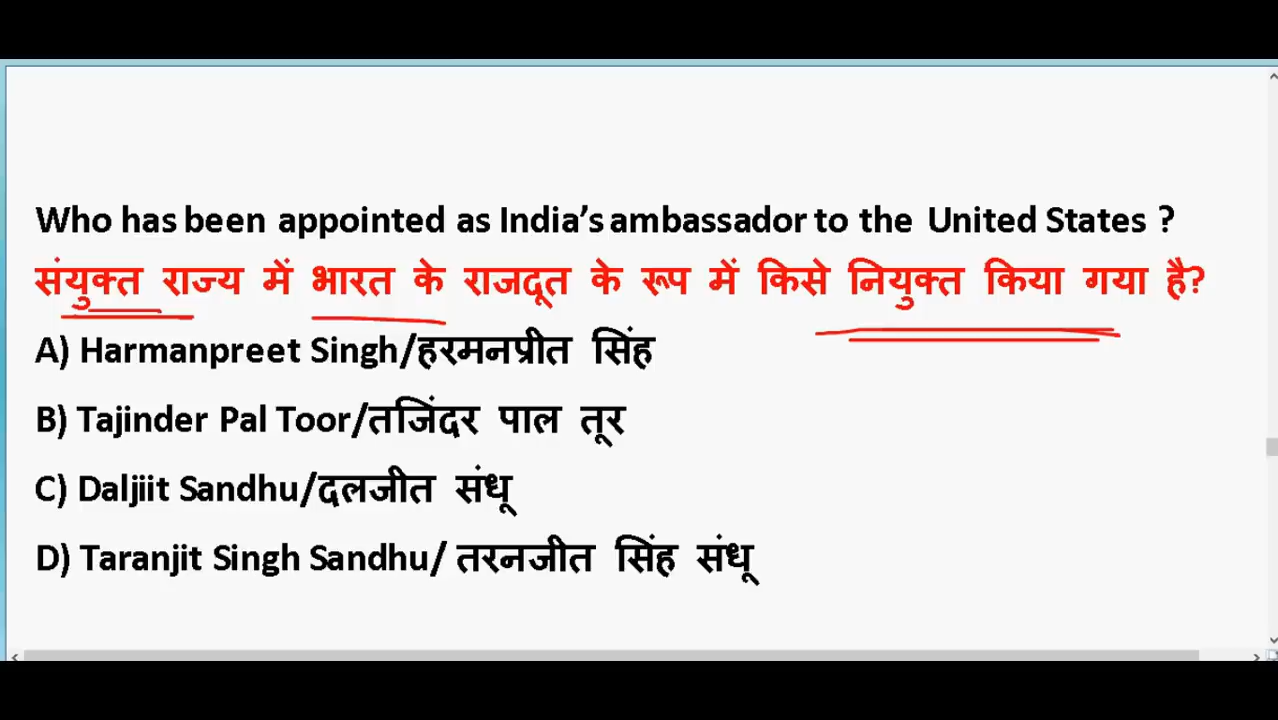 Who has been appointed as India’s ambassador to the United States ?
संयुक्त राज्य में भारत के राजदूत के रूप में किसे नियुक्त किया गया है?
A) Harmanpreet Singh/हरमनप्रीत सिंह
B) Tajinder Pal Toor/तजिंदर पाल तूर
C) Daljiit Sandhu/दलजीत संधू
D) Taranjit Singh Sandhu/ तरनजीत सिंह संधू